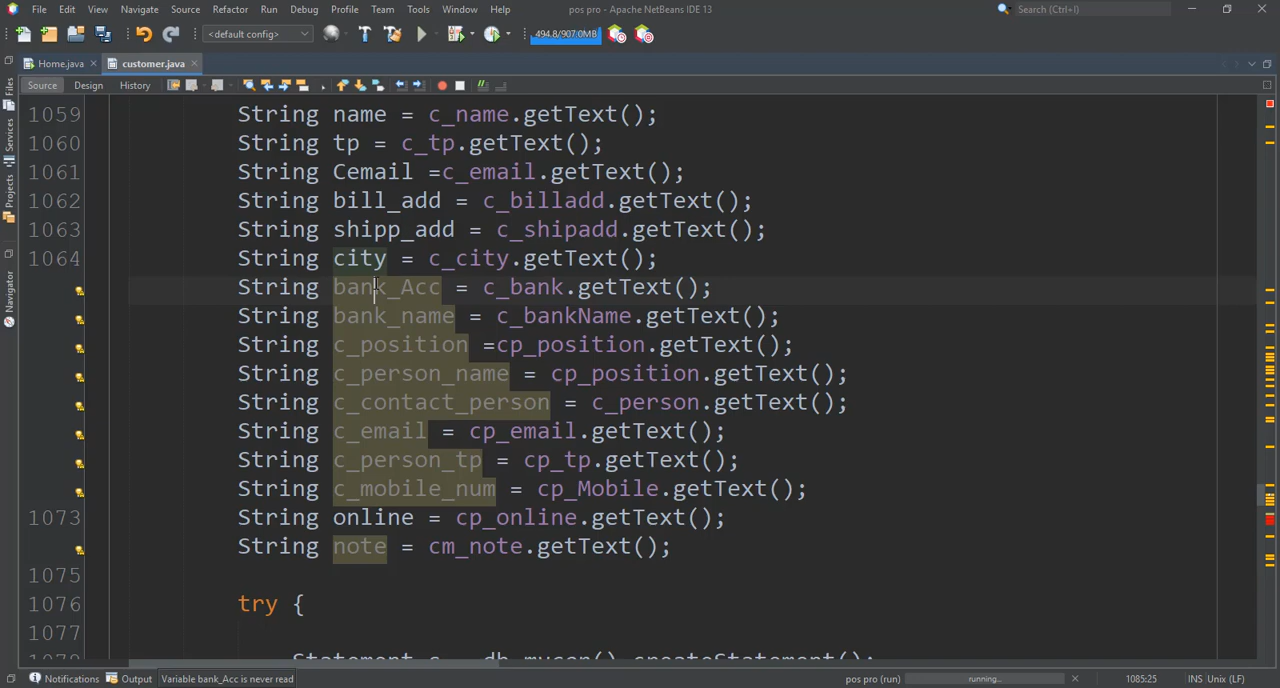 File Edit View Navigate Source Refactor Run Debug Profile Team Tools Window Help pos pro - Apache NetBeans IDE 13 Search (Ctrl+I)
<default config> 494.8/907.0MB
Home.java customer.java
Source Design History
Files
Services
Projects
Navigator
1059 String name = c_name.getText();
1060 String tp = c_tp.getText();
1061 String Cemail =c_email.getText();
1062 String bill_add = c_billadd.getText();
1063 String shipp_add = c_shipadd.getText();
1064 String city = c_city.getText();
String bank_Acc = c_bank.getText();
String bank_name = c_bankName.getText();
String c_position =cp_position.getText();
String c_person_name = cp_position.getText();
String c_contact_person = c_person.getText();
String c_email = cp_email.getText();
String c_person_tp = cp_tp.getText();
String c_mobile_num = cp_Mobile.getText();
1073 String online = cp_online.getText();
String note = cm_note.getText();
1075
1076 try {
1077
Statement c = db.mycer().createStatement();
Notifications Output Variable bank_Acc is never read pos pro (run) running... 1085:25 INS Unix (LF)